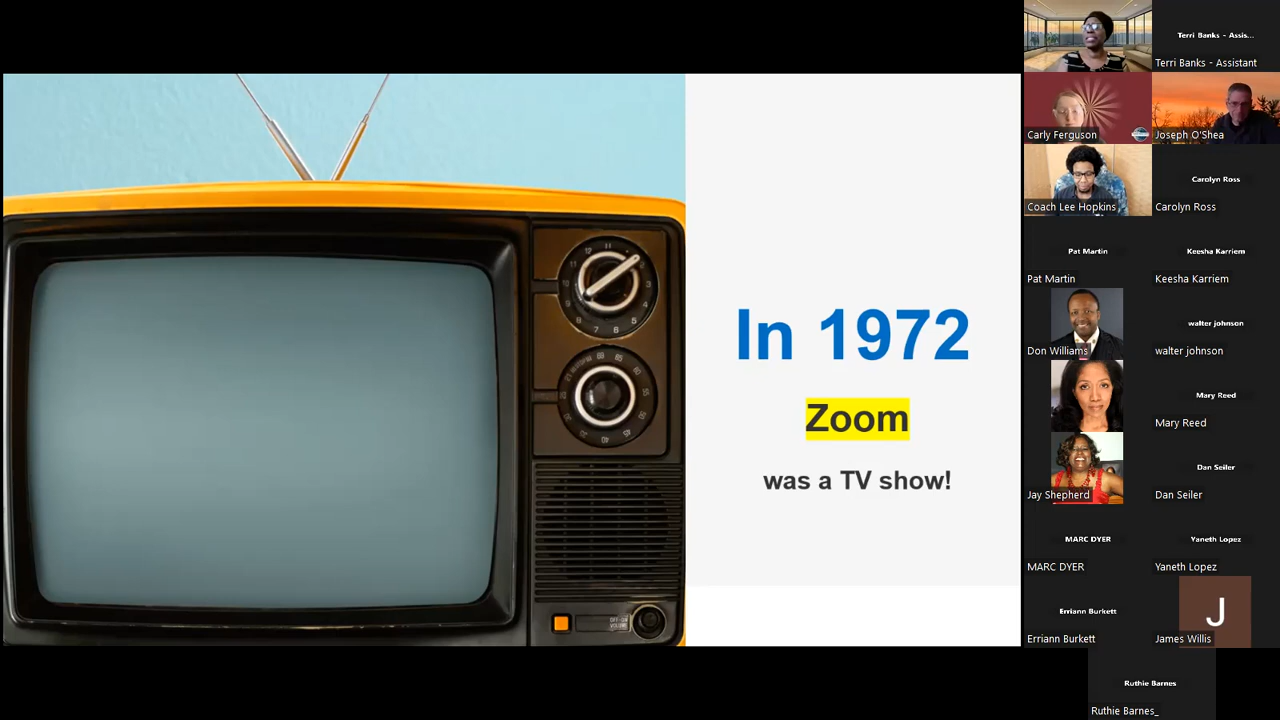 In 1972
Zoom
was a TV show!
Terri Banks - Assis...
Terri Banks - Assistant
Carly Ferguson
Joseph O'Shea
Coach Lee Hopkins
Carolyn Ross
Carolyn Ross
Pat Martin
Pat Martin
Keesha Karriem
Keesha Karriem
Don Williams
walter johnson
walter johnson
Mary Reed
Mary Reed
Jay Shepherd
Dan Seiler
Dan Seiler
MARC DYER
MARC DYER
Yaneth Lopez
Yaneth Lopez
Erriann Burkett
Erriann Burkett
J
James Willis
Ruthie Barnes
Ruthie Barnes_